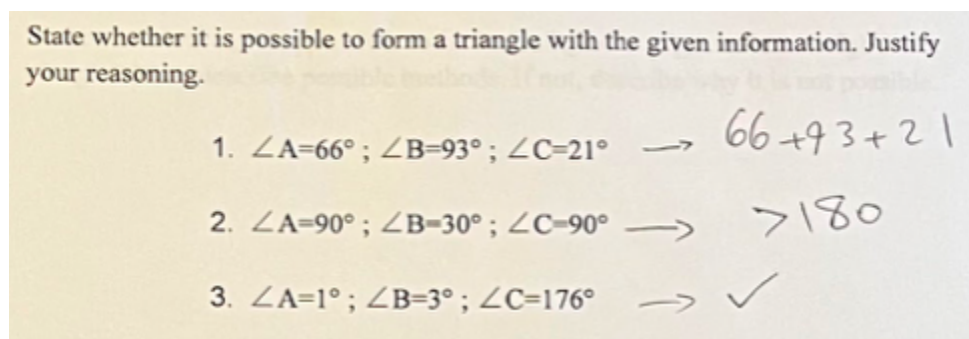 State whether it is possible to form a triangle with the given information. Justify
your reasoning.
1. ∠A=66° ; ∠B=93° ; ∠C=21° → 66+93+21
2. ∠A=90° ; ∠B=30° ; ∠C=90° → >180
3. ∠A=1° ; ∠B=3° ; ∠C=176° → ✓